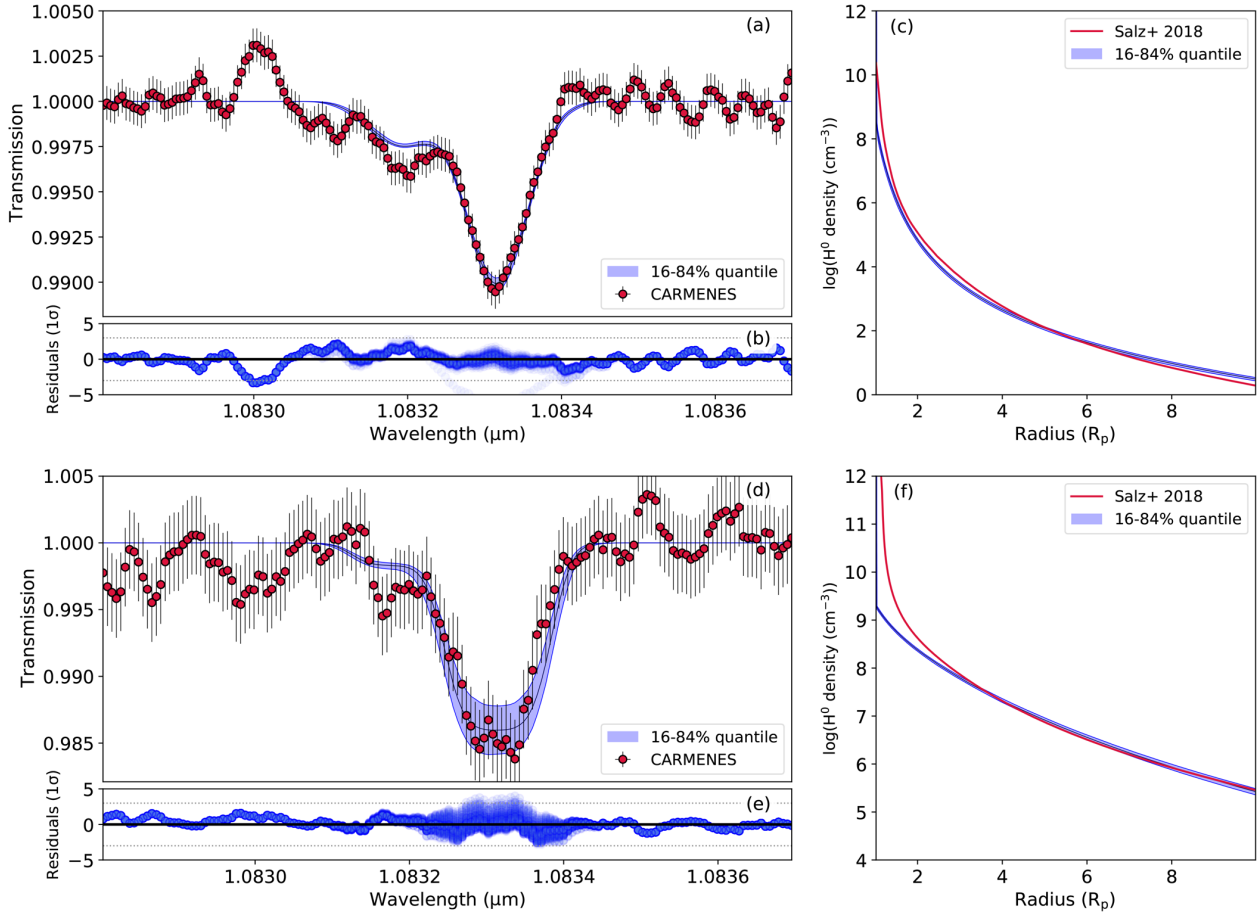 (a)
1.0050
1.0025
1.0000
0.9975
0.9950
0.9925
0.9900
Transmission
16-84% quantile
CARMENES
(b)
5
0
−5
Residuals (1σ)
1.0830 1.0832 1.0834 1.0836
Wavelength (μm)
(c)
Salz+ 2018
16-84% quantile
12
10
8
6
4
2
0
log(H⁰ density (cm⁻³))
2 4 6 8
Radius (Rₚ)
(d)
1.005
1.000
0.995
0.990
0.985
Transmission
16-84% quantile
CARMENES
(e)
5
0
−5
Residuals (1σ)
1.0830 1.0832 1.0834 1.0836
Wavelength (μm)
(f)
Salz+ 2018
16-84% quantile
12
11
10
9
8
7
6
5
4
log(H⁰ density (cm⁻³))
2 4 6 8
Radius (Rₚ)